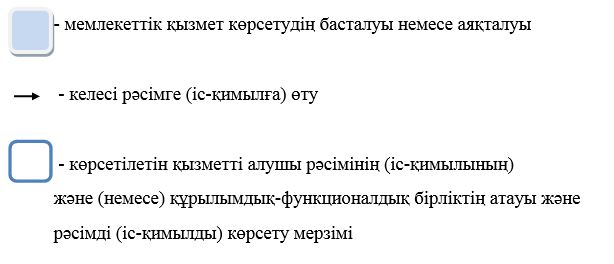 - мемлекеттік қызмет көрсетудің басталуы немесе аяқталуы
- келесі рәсімге (іс-қимылға) өту
- көрсетілетін қызметті алушы рәсімінің (іс-қимылының)
және (немесе) құрылымдық-функционалдық бірліктің атауы және
рәсімді (іс-қимылды) көрсету мерзімі